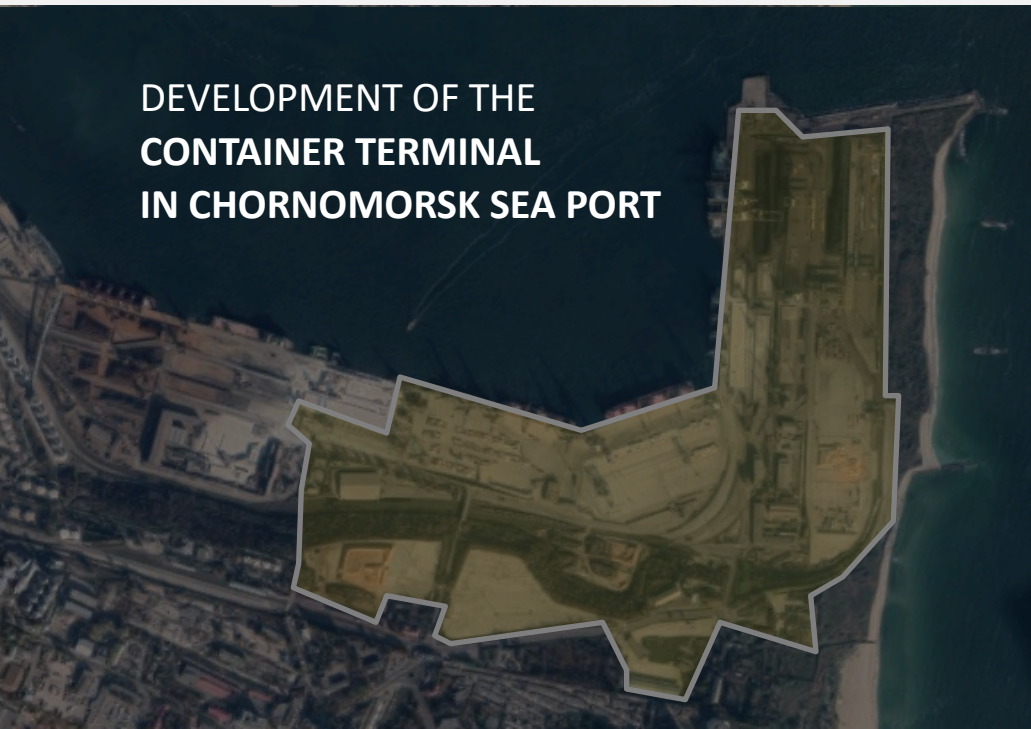 DEVELOPMENT OF THE
CONTAINER TERMINAL
IN CHORNOMORSK SEA PORT